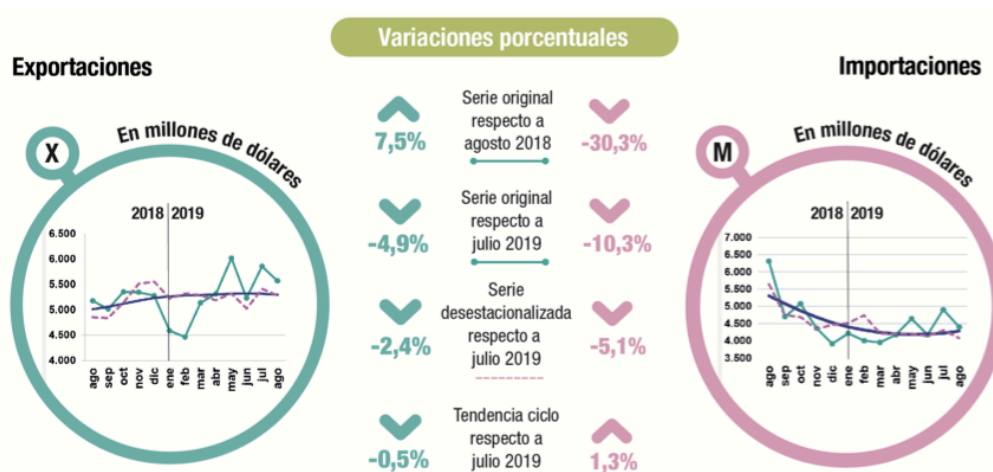 Variaciones porcentuales
Exportaciones
X
En millones de dólares
2018 2019
6.500
6.000
5.500
5.000
4.500
4.000
ago sep oct nov dic ene feb mar abr may jun jul ago
7,5%
Serie original
respecto a
agosto 2018
-30,3%
-4,9%
Serie original
respecto a
julio 2019
-10,3%
-2,4%
Serie
desestacionalizada
respecto a
julio 2019
-5,1%
-0,5%
Tendencia ciclo
respecto a
julio 2019
1,3%
Importaciones
M
En millones de dólares
2018 2019
7.000
6.500
6.000
5.500
5.000
4.500
4.000
3.500
ago sep oct nov dic ene feb mar abr may jun jul ago